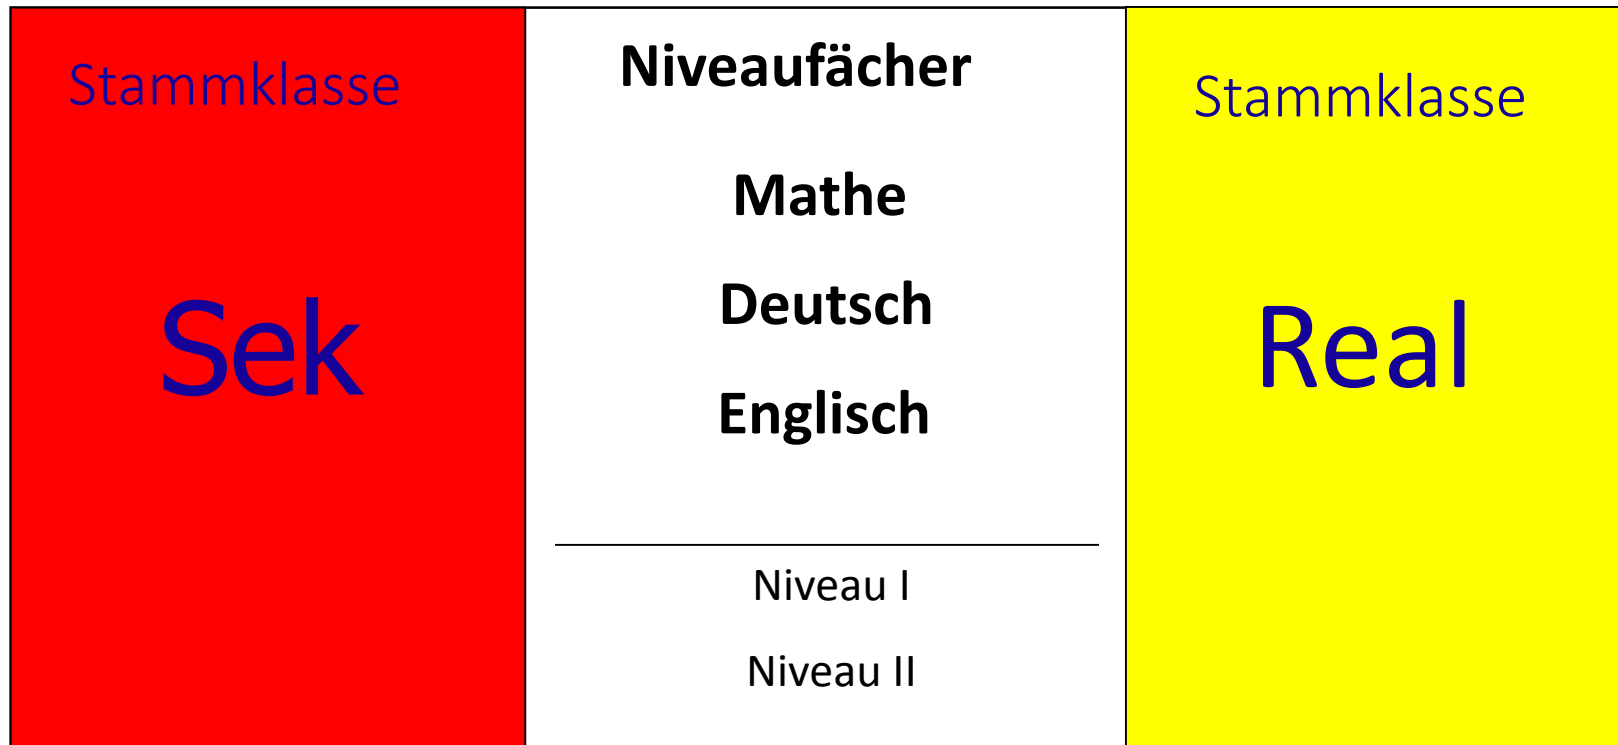 Stammklasse
Sek
Niveaufächer
Mathe
Deutsch
Englisch
Niveau I
Niveau II
Stammklasse
Real